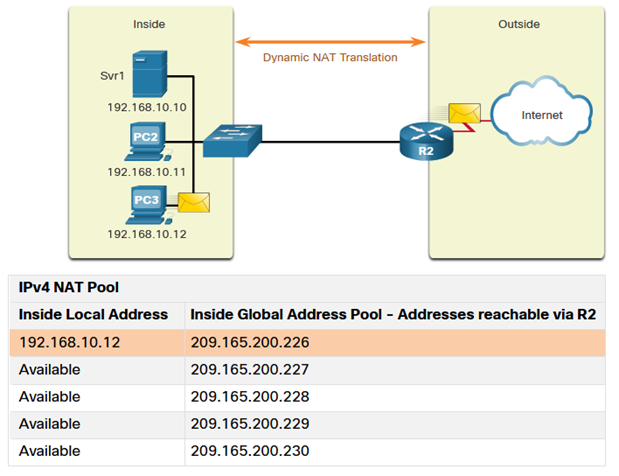 Inside
Outside
Dynamic NAT Translation
Svr1
192.168.10.10
PC2
192.168.10.11
PC3
192.168.10.12
R2
Internet
IPv4 NAT Pool
Inside Local Address Inside Global Address Pool - Addresses reachable via R2
192.168.10.12 209.165.200.226
Available 209.165.200.227
Available 209.165.200.228
Available 209.165.200.229
Available 209.165.200.230